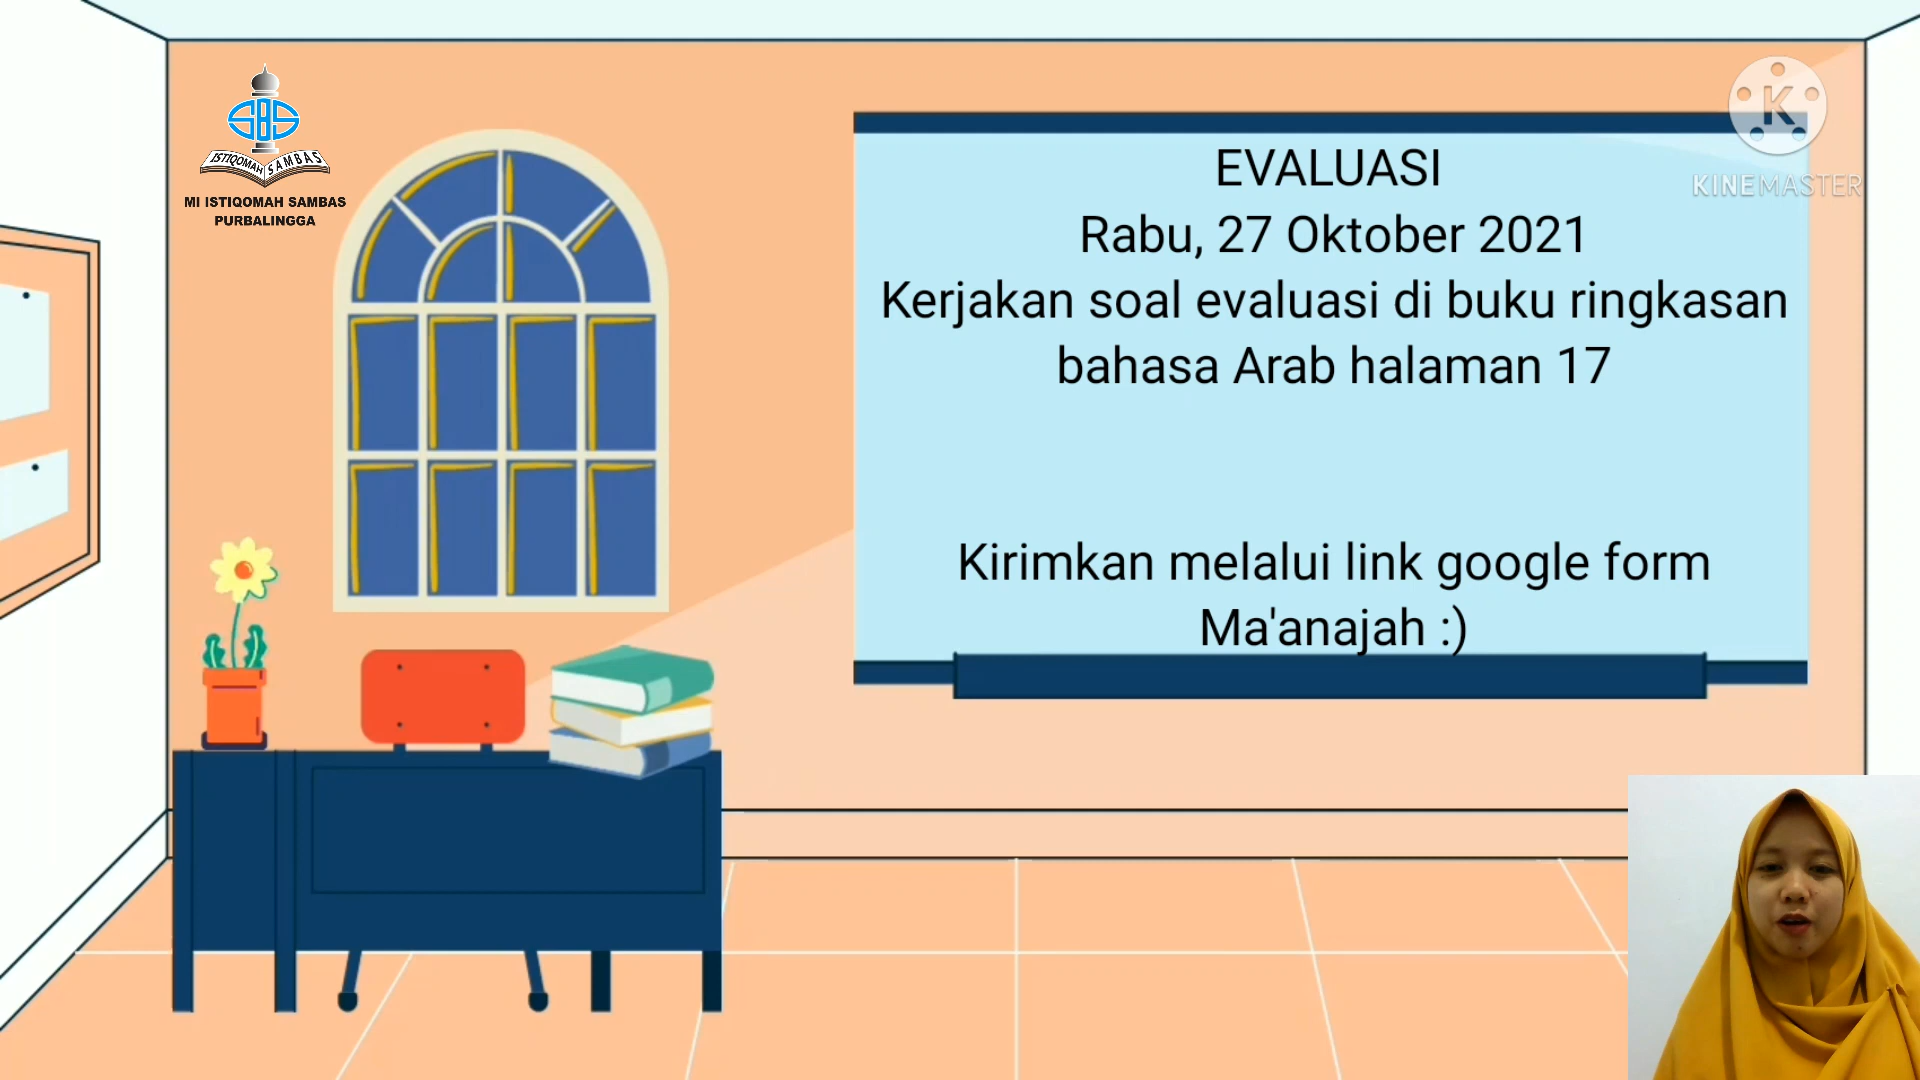 SBS
ISTIQOMAH SAMBAS
MI ISTIQOMAH SAMBAS
PURBALINGGA
K
KINEMASTER
EVALUASI
Rabu, 27 Oktober 2021
Kerjakan soal evaluasi di buku ringkasan
bahasa Arab halaman 17
Kirimkan melalui link google form
Ma'anajah :)